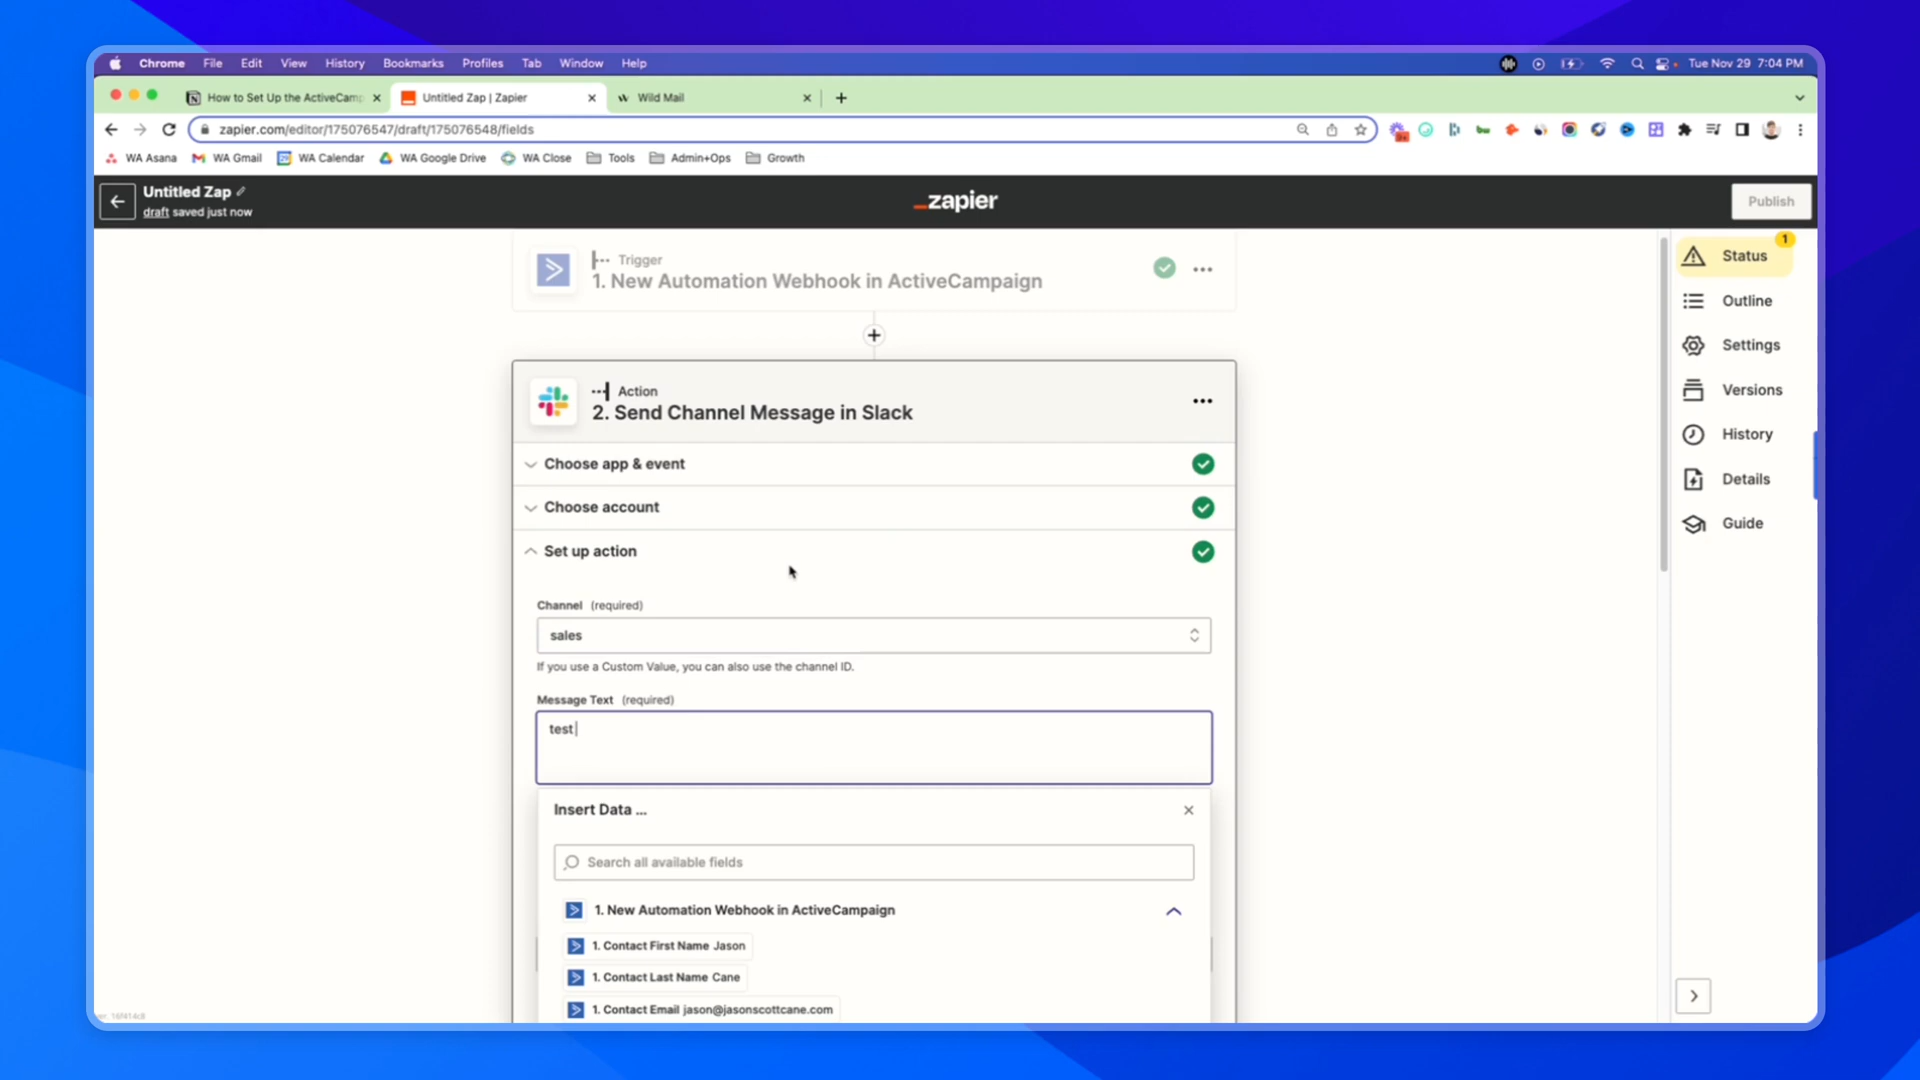 Chrome File Edit View History Bookmarks Profiles Tab Window Help Tue Nov 29 7:04 PM
How to Set Up the ActiveCamp Untitled Zap | Zapier Wild Mail
zapier.com/editor/175076547/draft/175076548/fields
WA Asana WA Gmail WA Calendar WA Google Drive WA Close Tools Admin+Ops Growth
Untitled Zap
draft saved just now
_zapier
Publish
Trigger
1. New Automation Webhook in ActiveCampaign
1
Status
Outline
Settings
Versions
History
Details
Guide
Action
2. Send Channel Message in Slack
Choose app & event
Choose account
Set up action
Channel (required)
sales
If you use a Custom Value, you can also use the channel ID.
Message Text (required)
test
Insert Data ...
Search all available fields
1. New Automation Webhook in ActiveCampaign
1. Contact First Name Jason
1. Contact Last Name Cane
1. Contact Email jason@jasonscottcane.com